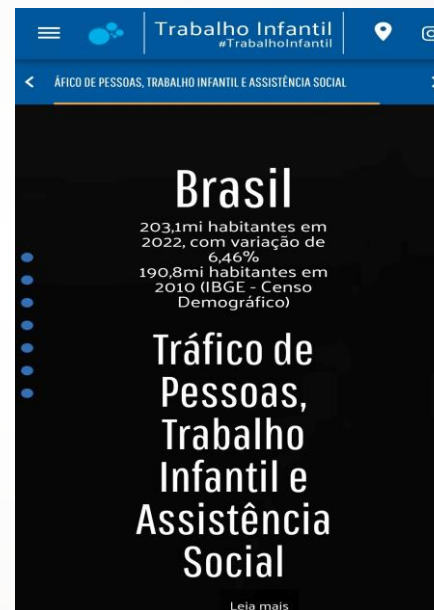 Trabalho Infantil
#TrabalhoInfantil
ÁFICO DE PESSOAS, TRABALHO INFANTIL E ASSISTÊNCIA SOCIAL
Brasil
203,1mi habitantes em
2022, com variação de
6,46%
190,8mi habitantes em
2010 (IBGE - Censo
Demográfico)
Tráfico de
Pessoas,
Trabalho
Infantil e
Assistência
Social
Leia mais